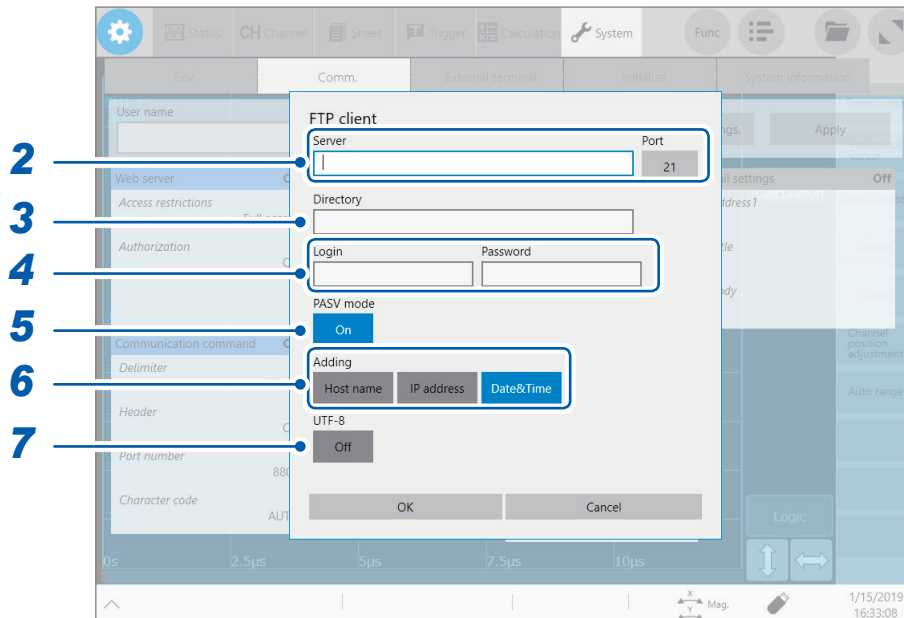 Status CH Channel Sheet Trigger Calculation System Func
Env. Comm. External terminal Initialize System information
User name
Apply
FTP client
Server Port
2
21
Web server
Off
Access restrictions
Directory
3
Authorization
Login Password
4
PASV mode
5
On
Communication command
Channel
position
adjustment
Adding
Delimiter
6
Host name IP address Date&Time
Auto range
Header
UTF-8
7
Off
Port number
880
Character code
OK Cancel
AUT
Logic
0s 2.5µs 5µs 7.5µs 10µs
X
Y
Mag.
1/15/2019
16:33:08